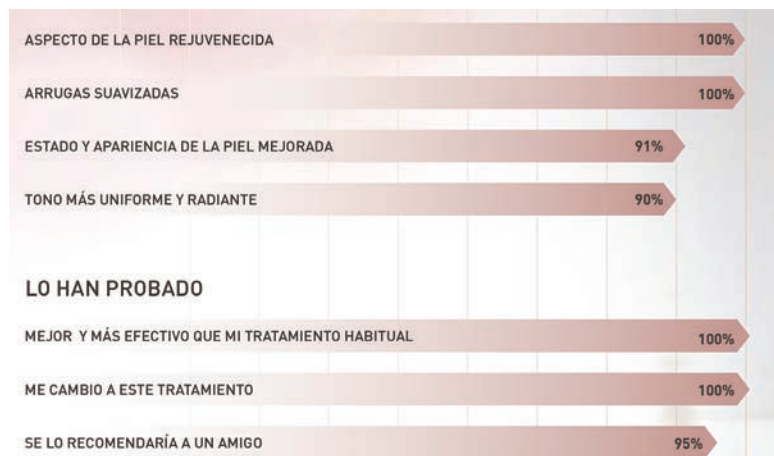 ASPECTO DE LA PIEL REJUVENECIDA 100%
ARRUGAS SUAVIZADAS 100%
ESTADO Y APARIENCIA DE LA PIEL MEJORADA 91%
TONO MÁS UNIFORME Y RADIANTE 90%
LO HAN PROBADO
MEJOR Y MÁS EFECTIVO QUE MI TRATAMIENTO HABITUAL 100%
ME CAMBIO A ESTE TRATAMIENTO 100%
SE LO RECOMENDARÍA A UN AMIGO 95%